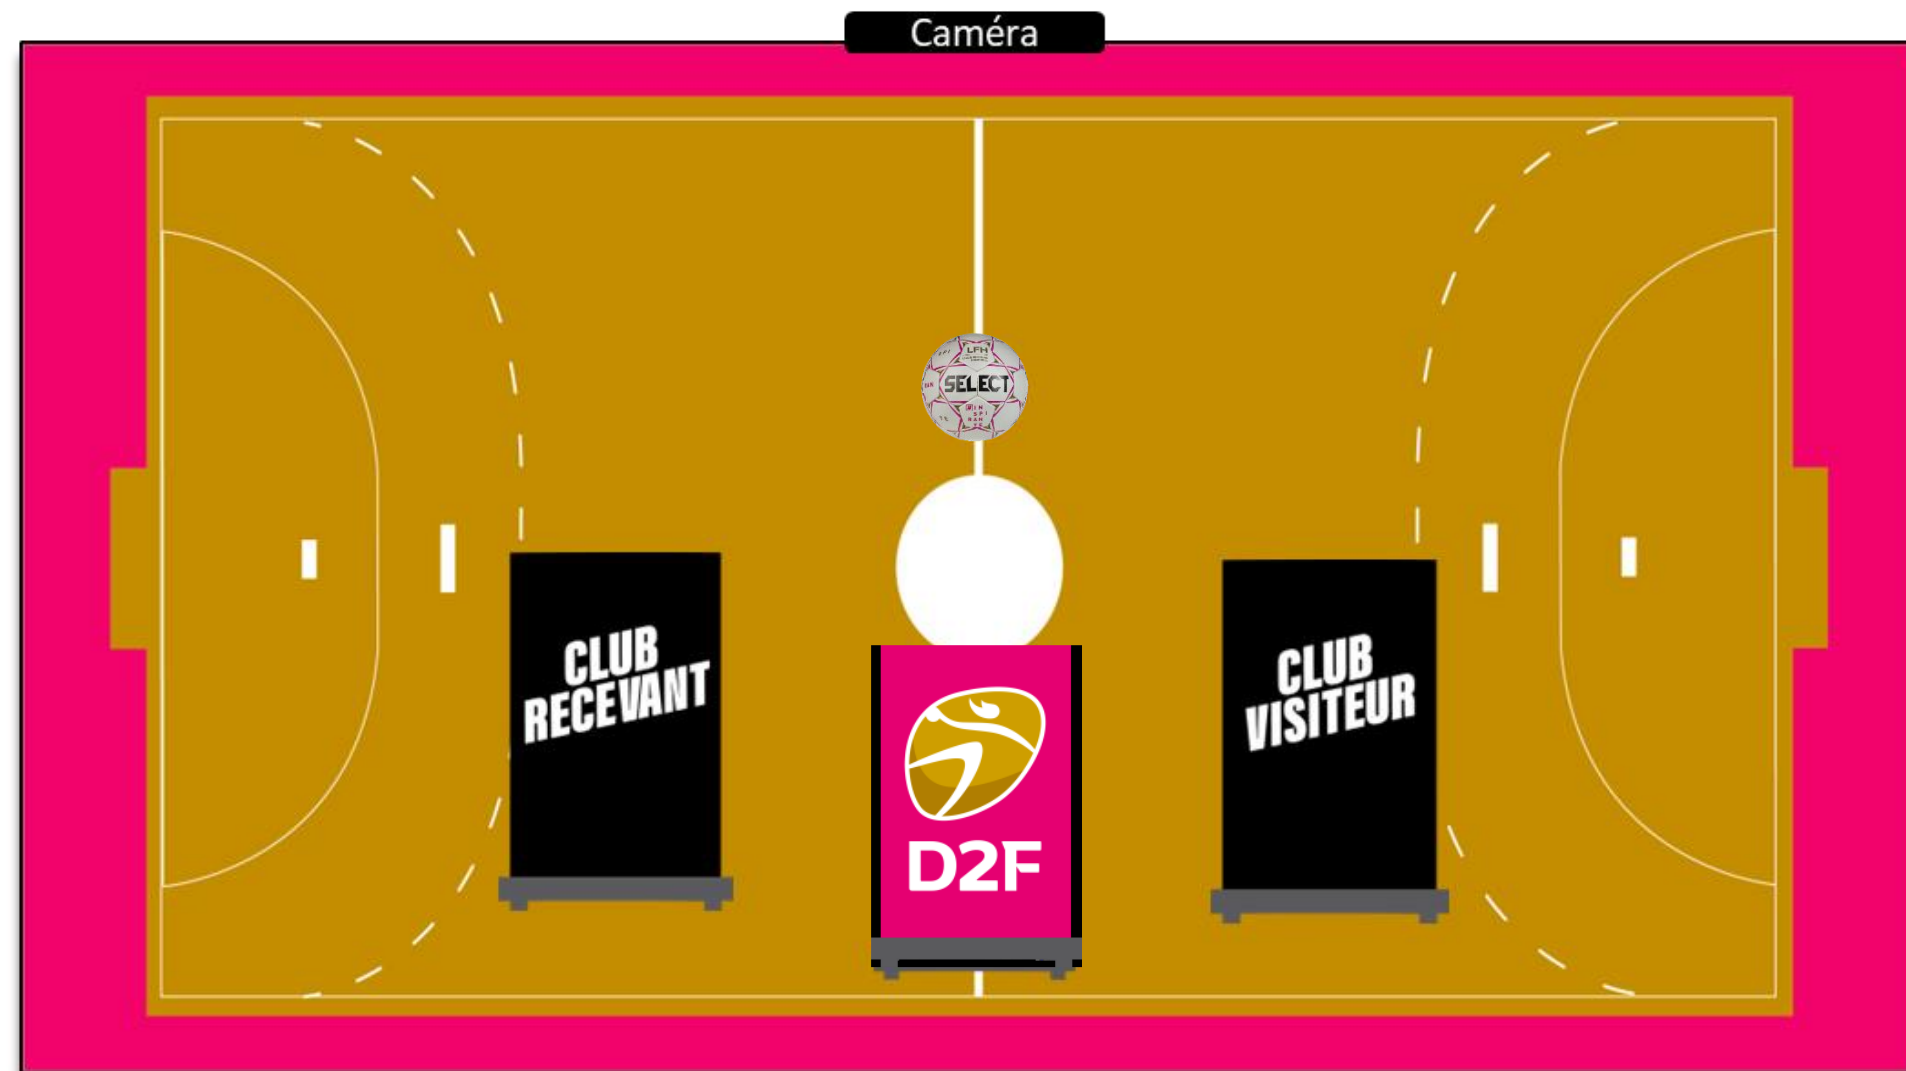 Caméra
LFH
SELECT
CLUB
RECEVANT
CLUB
VISITEUR
D2F